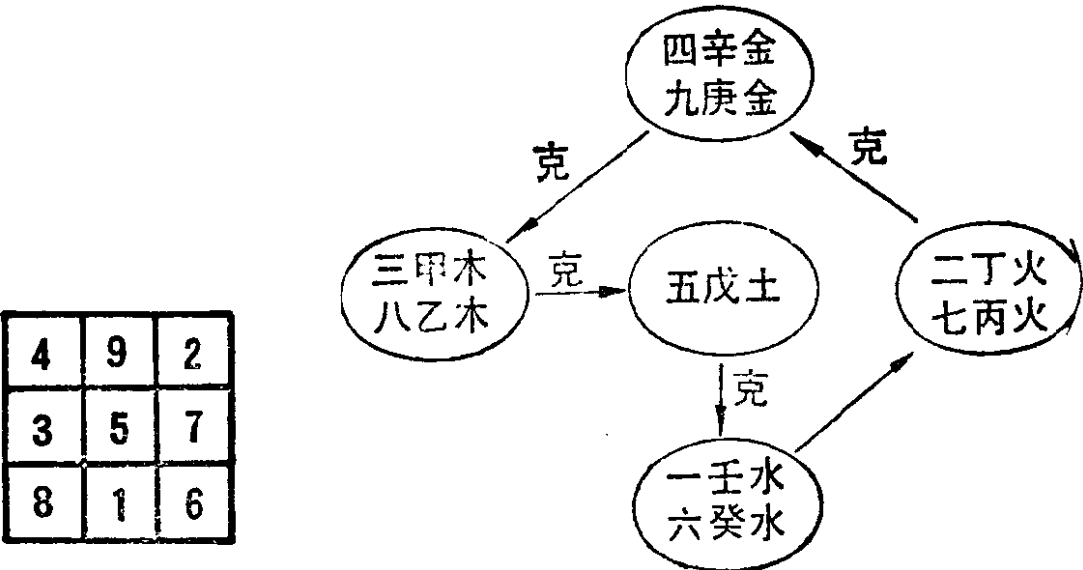 四辛金
九庚金
克
克
三甲木
八乙木
克
五戊土
二丁火
七丙火
克
一壬水
六癸水
4 9 2
3 5 7
8 1 6